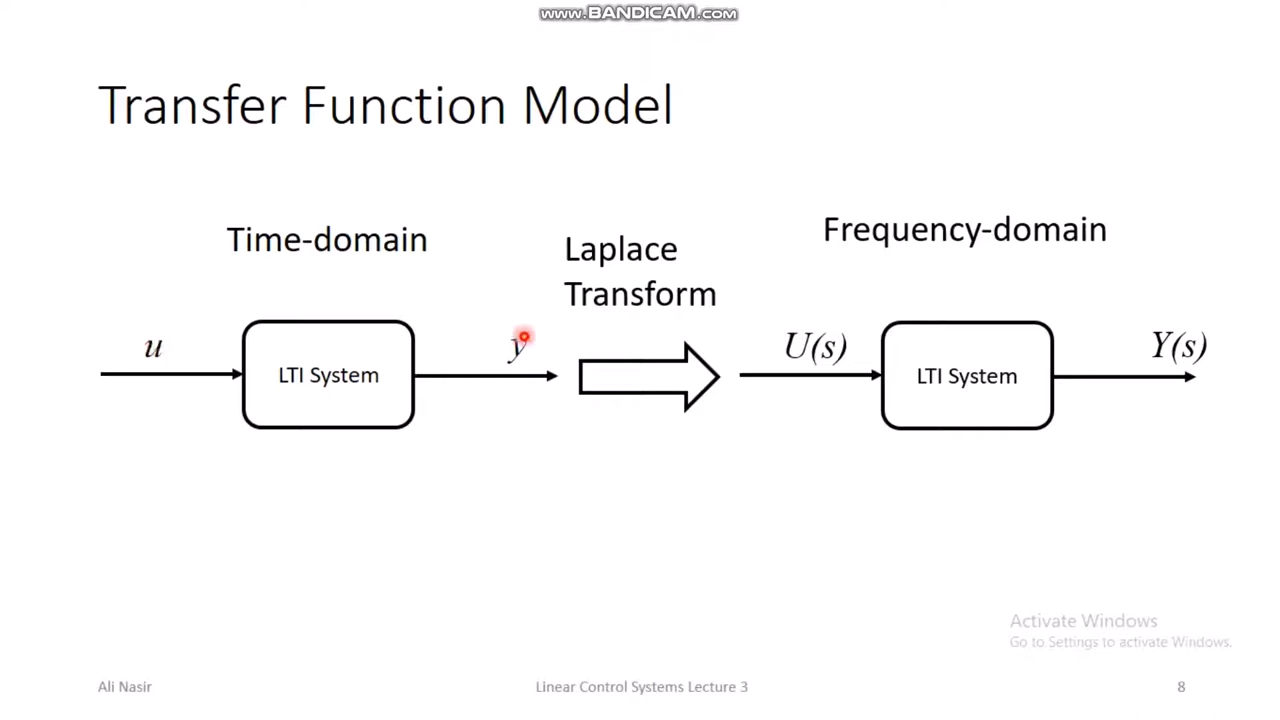 www.BANDICAM.com
Transfer Function Model
Time-domain
Laplace
Transform
Frequency-domain
u
LTI System
y
U(s)
LTI System
Y(s)
Activate Windows
Go to Settings to activate Windows.
Ali Nasir
Linear Control Systems Lecture 3
8